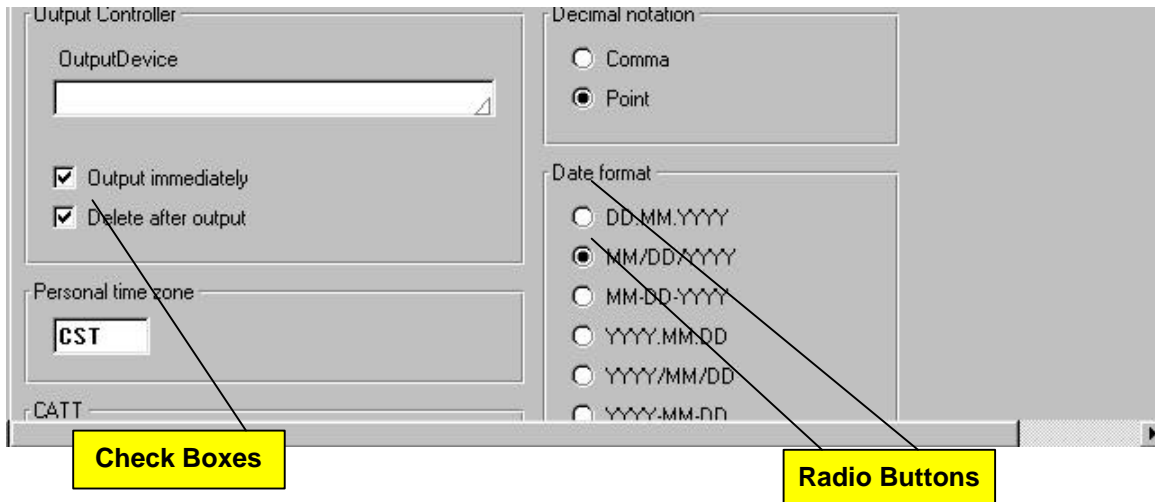 Output Controller
OutputDevice
Output immediately
Delete after output
Personal time zone
CST
CATT
Decimal notation
Comma
Point
Date format
DD.MM.YYYY
MM/DD/YYYY
MM-DD-YYYY
YYYY.MM.DD
YYYY/MM/DD
YYYY-MM-DD
Check Boxes
Radio Buttons